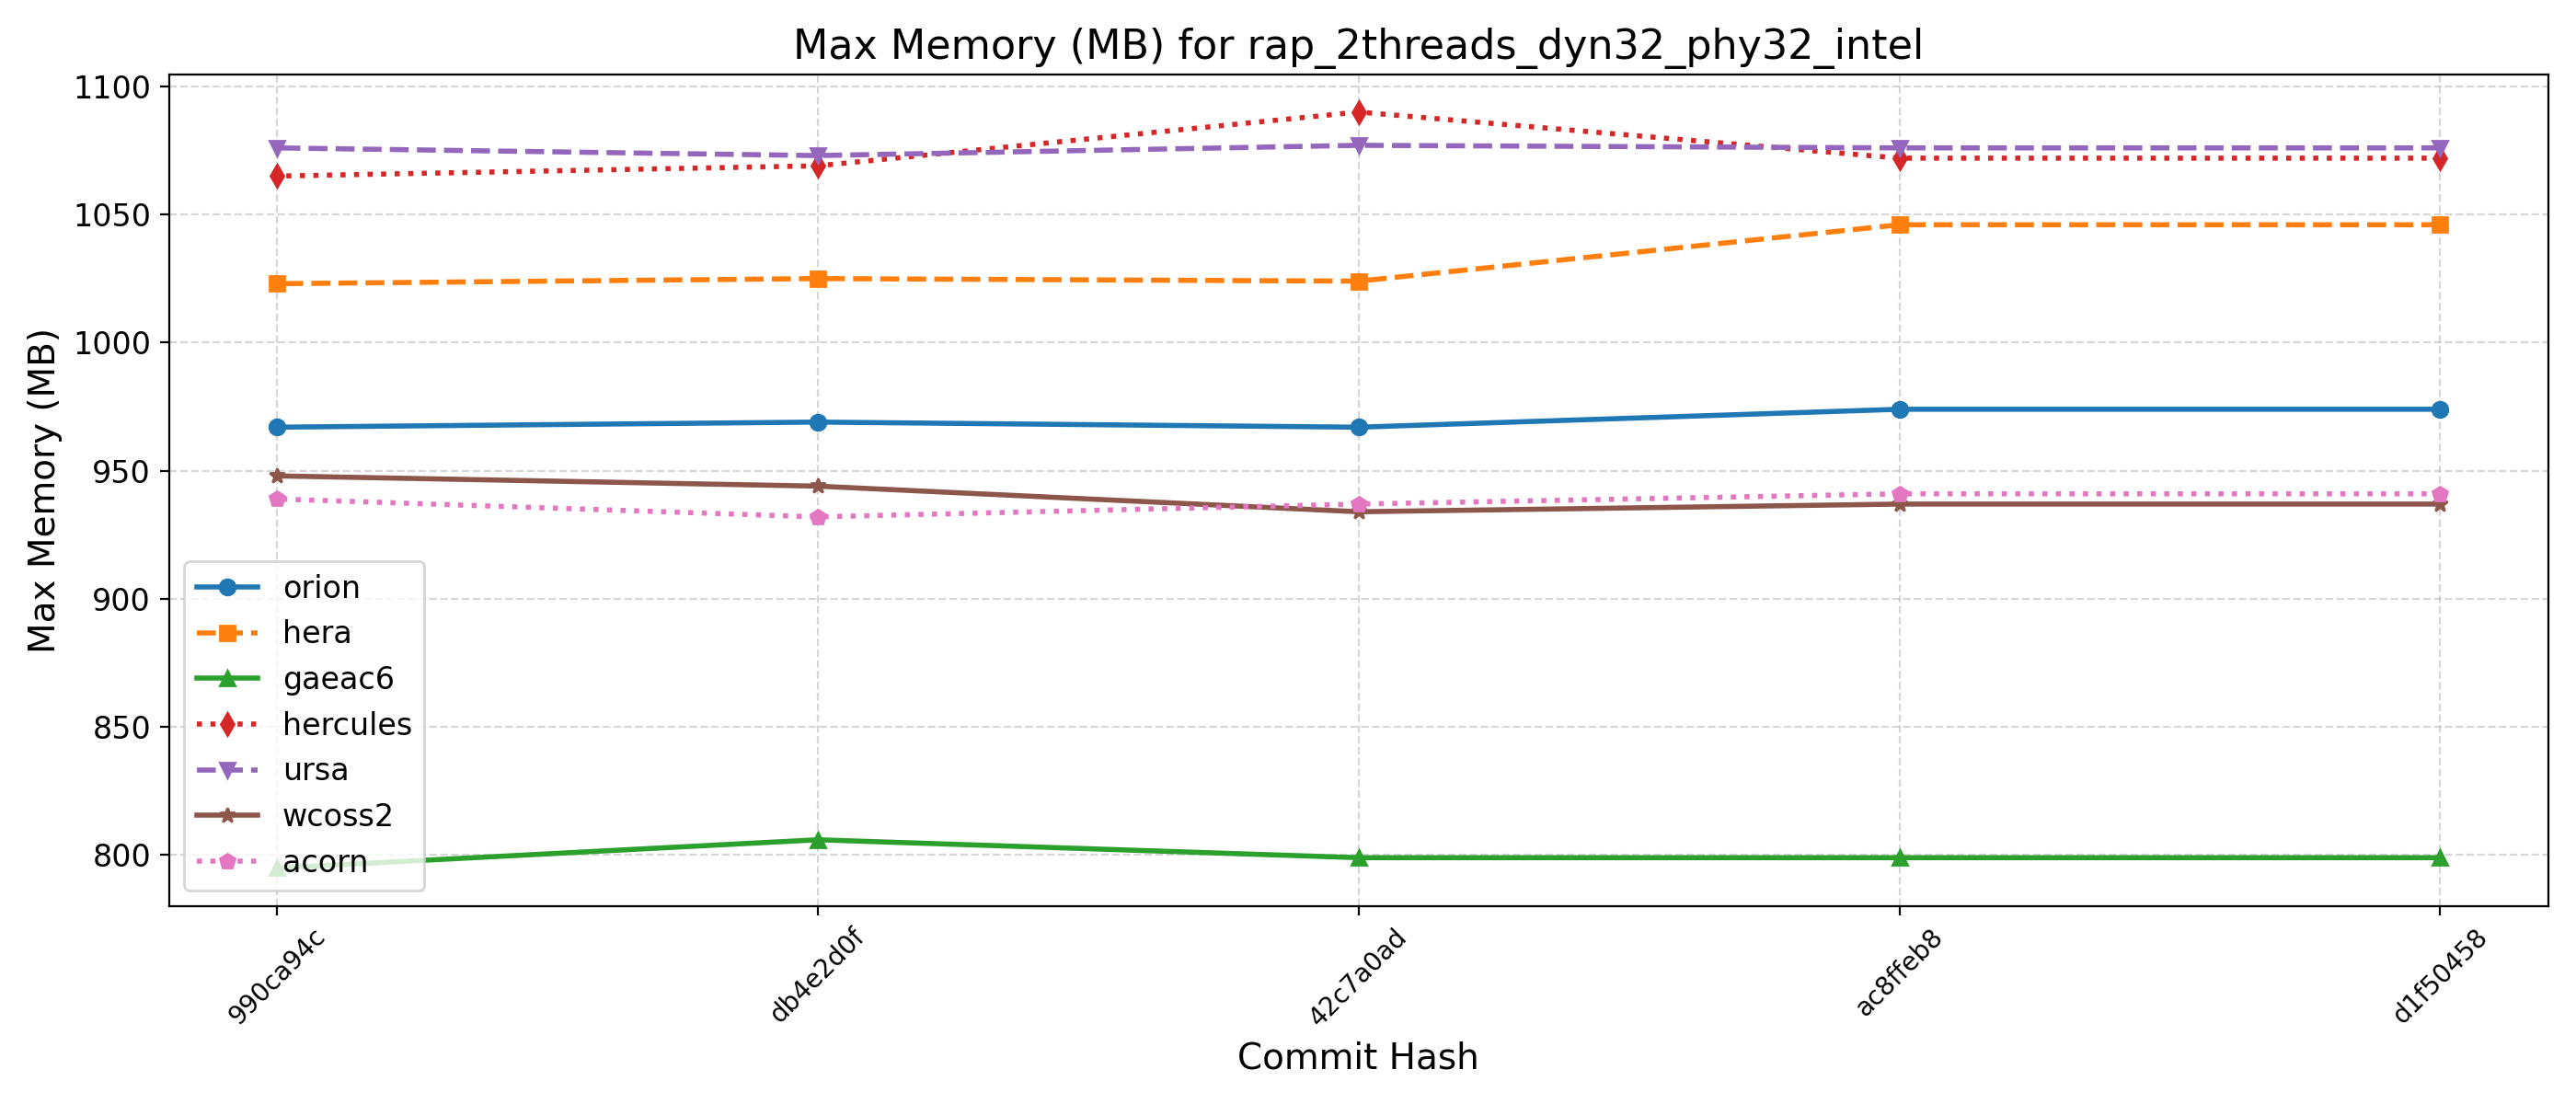 Max Memory (MB) for rap_2threads_dyn32_phy32_intel
Max Memory (MB)
1100
1050
1000
950
900
850
800
orion
hera
gaeac6
hercules
ursa
wcoss2
acorn
990ca94c
db4e2d0f
42c7a0ad
ac8ffeb8
d1f50458
Commit Hash